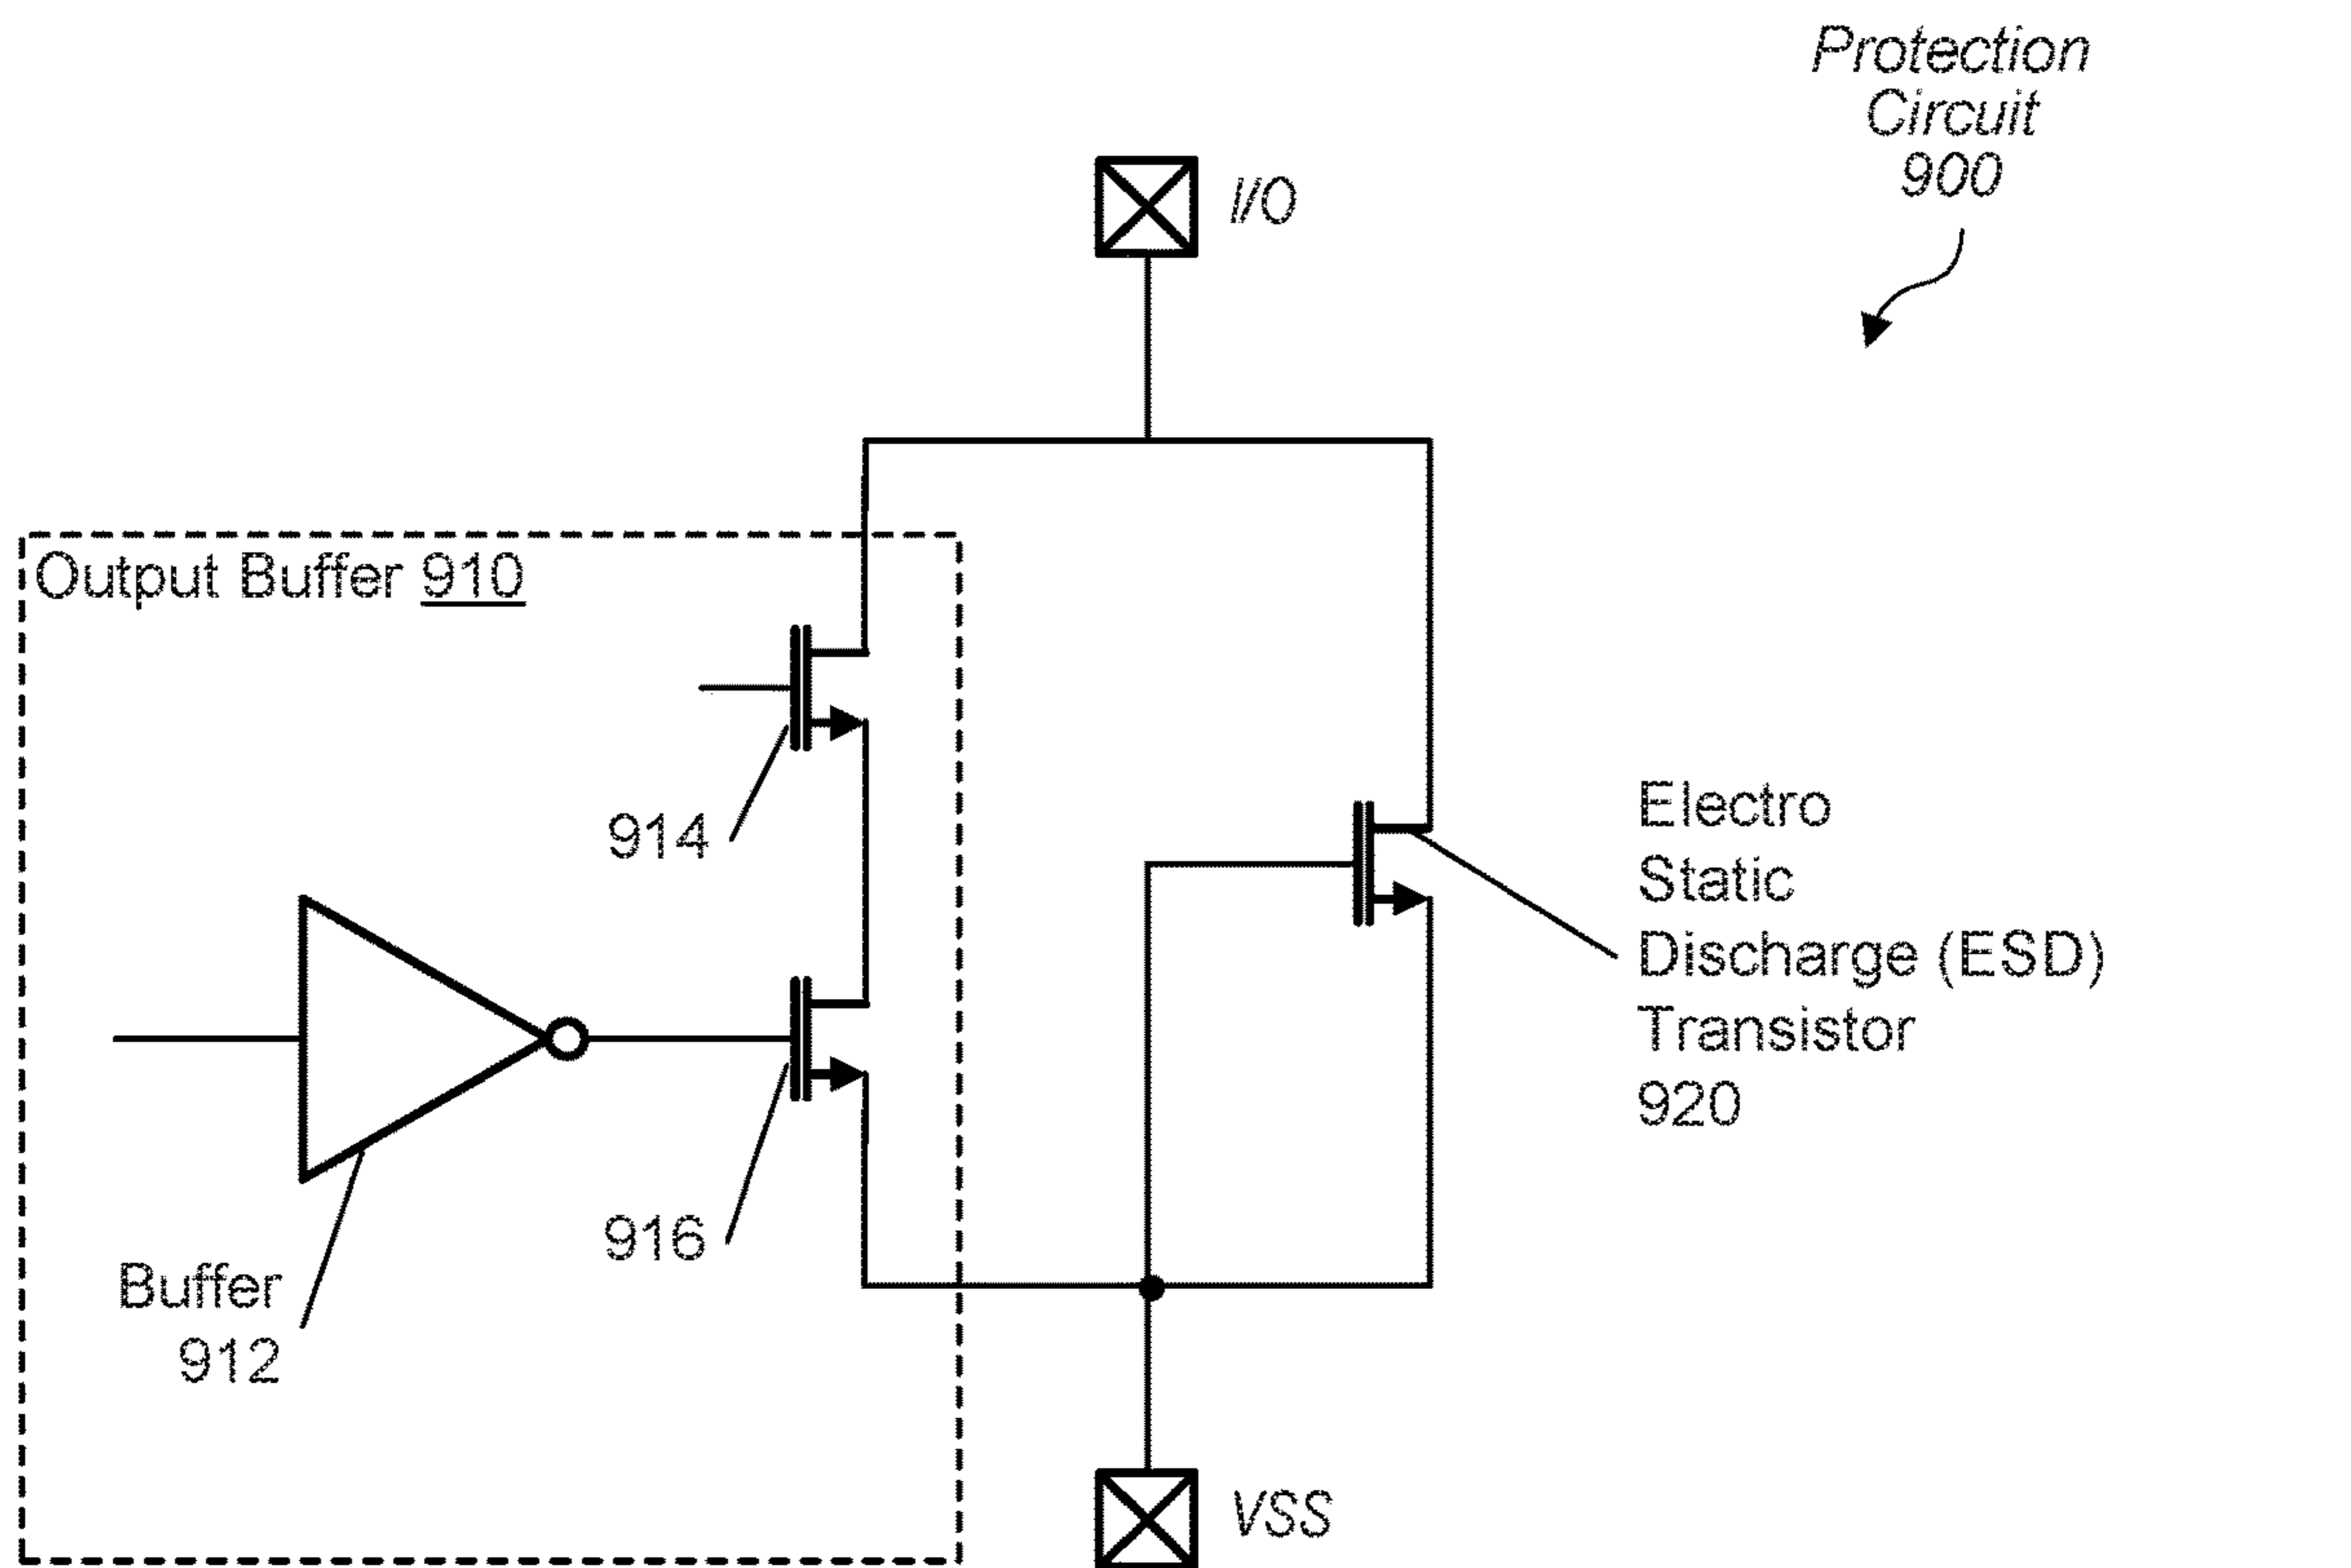 Protection
Circuit
900
I/O
Output Buffer 910
914
Electro
Static
Discharge (ESD)
Transistor
920
916
Buffer
912
VSS